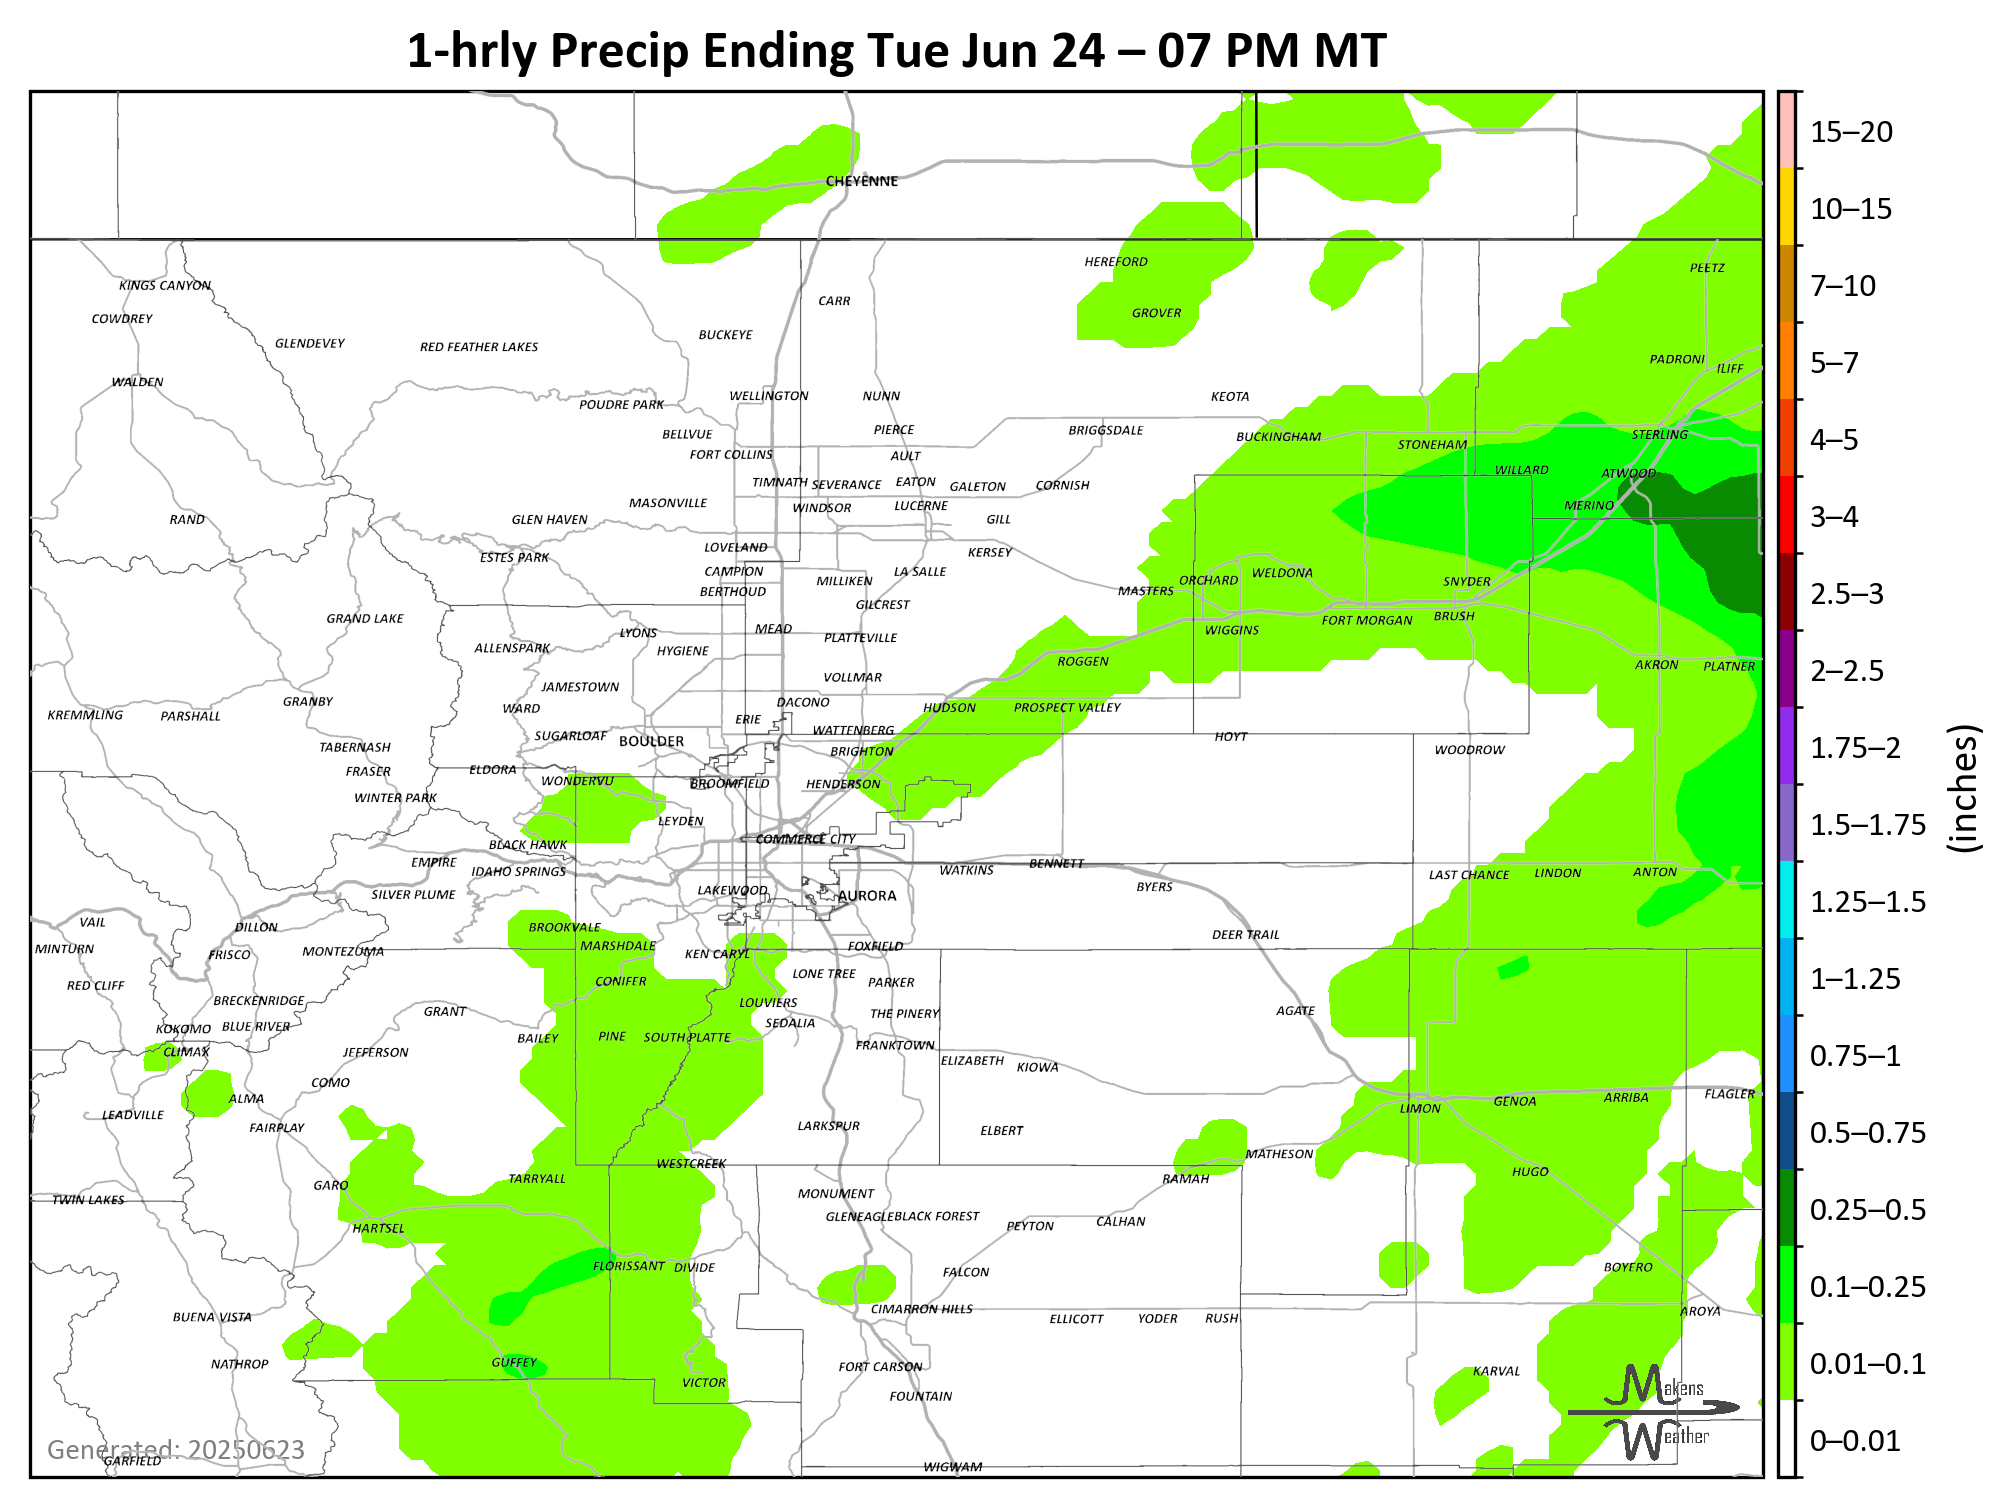 1-hrly Precip Ending Tue Jun 24 – 07 PM MT
CHEYENNE
HEREFORD
PEETZ
KINGS CANYON
CARR
GROVER
COWDREY
BUCKEYE
GLENDEVEY
RED FEATHER LAKES
PADRONI
ILIFF
WALDEN
WELLINGTON
NUNN
KEOTA
POUDRE PARK
BELLVUE
PIERCE
BRIGGSDALE
BUCKINGHAM
STONEHAM
STERLING
FORT COLLINS
AULT
WILLARD
ATWOOD
TIMNATH
SEVERANCE
EATON
GALETON
CORNISH
MASONVILLE
WINDSOR
LUCERNE
MERINO
RAND
GLEN HAVEN
GILL
LOVELAND
KERSEY
ESTES PARK
CAMPION
MILLIKEN
LA SALLE
ORCHARD
WELDONA
SNYDER
BERTHOUD
MASTERS
GILCREST
GRAND LAKE
LYONS
MEAD
PLATTEVILLE
WIGGINS
FORT MORGAN
BRUSH
ALLENSPARK
HYGIENE
ROGGEN
AKRON
PLATNER
JAMESTOWN
VOLLMAR
GRANBY
DACONO
KREMMLING
PARSHALL
WARD
ERIE
HUDSON
PROSPECT VALLEY
SUGARLOAF
BOULDER
WATTENBERG
HOYT
TABERNASH
BRIGHTON
WOODROW
FRASER
ELDORA
WONDERVU
BROOMFIELD
HENDERSON
WINTER PARK
LEYDEN
BLACK HAWK
COMMERCE CITY
EMPIRE
IDAHO SPRINGS
WATKINS
BENNETT
LAST CHANCE
LINDON
ANTON
SILVER PLUME
LAKEWOOD
AURORA
BYERS
VAIL
DILLON
BROOKVALE
DEER TRAIL
MINTURN
FRISCO
MONTEZUMA
MARSHDALE
KEN CARYL
FOXFIELD
RED CLIFF
CONIFER
LONE TREE
PARKER
BRECKENRIDGE
GRANT
LOUVIERS
THE PINERY
AGATE
KOKOMO
BLUE RIVER
BAILEY
PINE
SOUTH PLATTE
SEDALIA
CLIMAX
JEFFERSON
FRANKTOWN
ELIZABETH
KIOWA
COMO
LEADVILLE
ALMA
LIMON
GENOA
ARRIBA
FLAGLER
FAIRPLAY
LARKSPUR
ELBERT
WESTCREEK
MATHESON
HUGO
TWIN LAKES
GARO
TARRYALL
MONUMENT
RAMAH
HARTSEL
GLENEAGLE
BLACK FOREST
PEYTON
CALHAN
FLORISSANT
DIVIDE
FALCON
BOYERO
BUENA VISTA
CIMARRON HILLS
ELLICOTT
YODER
RUSH
AROYA
NATHROP
GUFFEY
FORT CARSON
KARVAL
VICTOR
FOUNTAIN
GARFIELD
WIGWAM
Generated: 20250623
Makens
Weather
15–20
10–15
7–10
5–7
4–5
3–4
2.5–3
2–2.5
1.75–2
1.5–1.75
1.25–1.5
1–1.25
0.75–1
0.5–0.75
0.25–0.5
0.1–0.25
0.01–0.1
0–0.01
(inches)